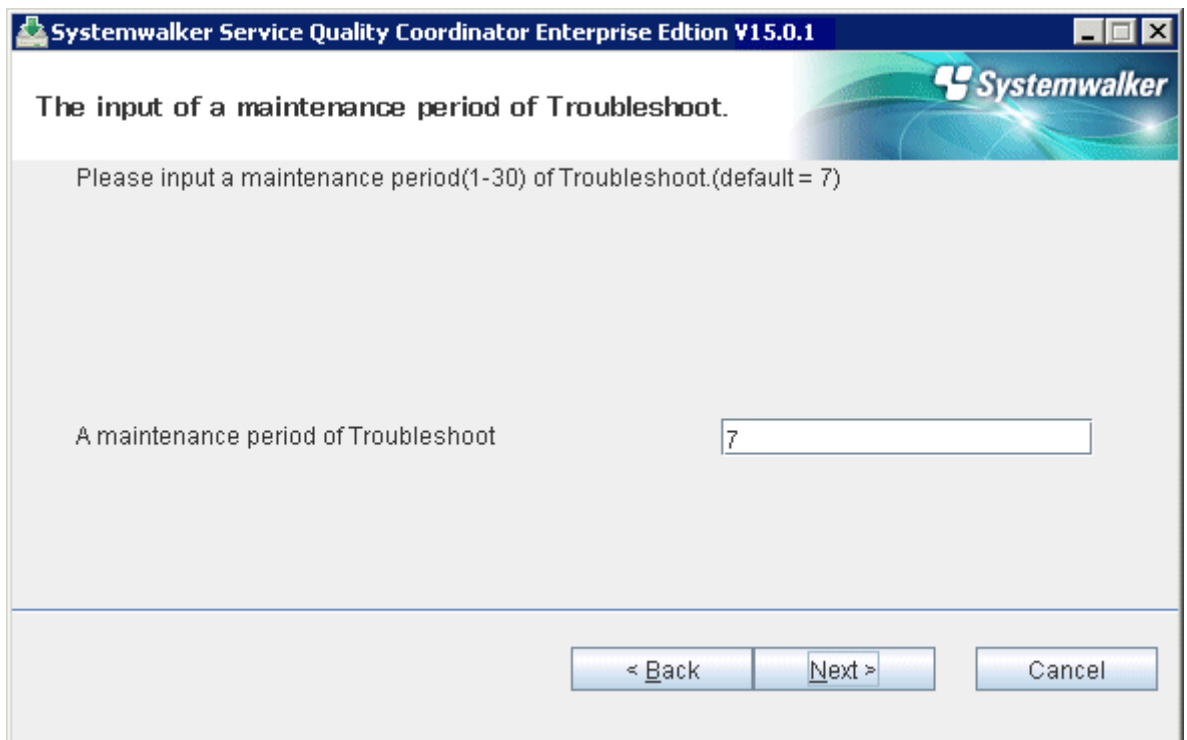 Systemwalker Service Quality Coordinator Enterprise Edtion V15.0.1
Systemwalker
The input of a maintenance period of Troubleshoot.
Please input a maintenance period(1-30) of Troubleshoot.(default = 7)
A maintenance period of Troubleshoot 7
< Back Next > Cancel